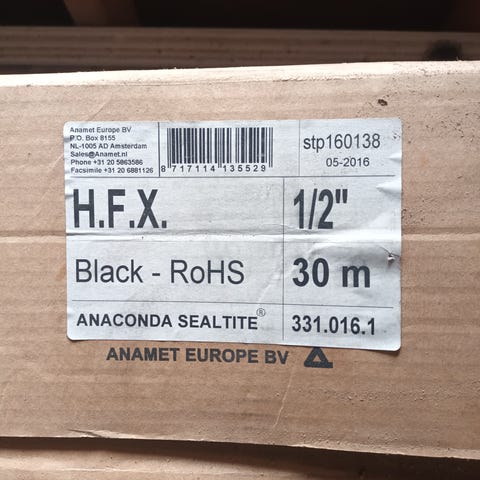 Anamet Europe BV
P.O. Box 8155
NL-1005 AD Amsterdam
Sales@Anamet.nl
Phone +31 20 5863586
Facsimile +31 20 6881126
8 717114 135529
stp160138
05-2016
H.F.X.
1/2"
Black - RoHS
30 m
ANACONDA SEALTITE®
331.016.1
ANAMET EUROPE BV